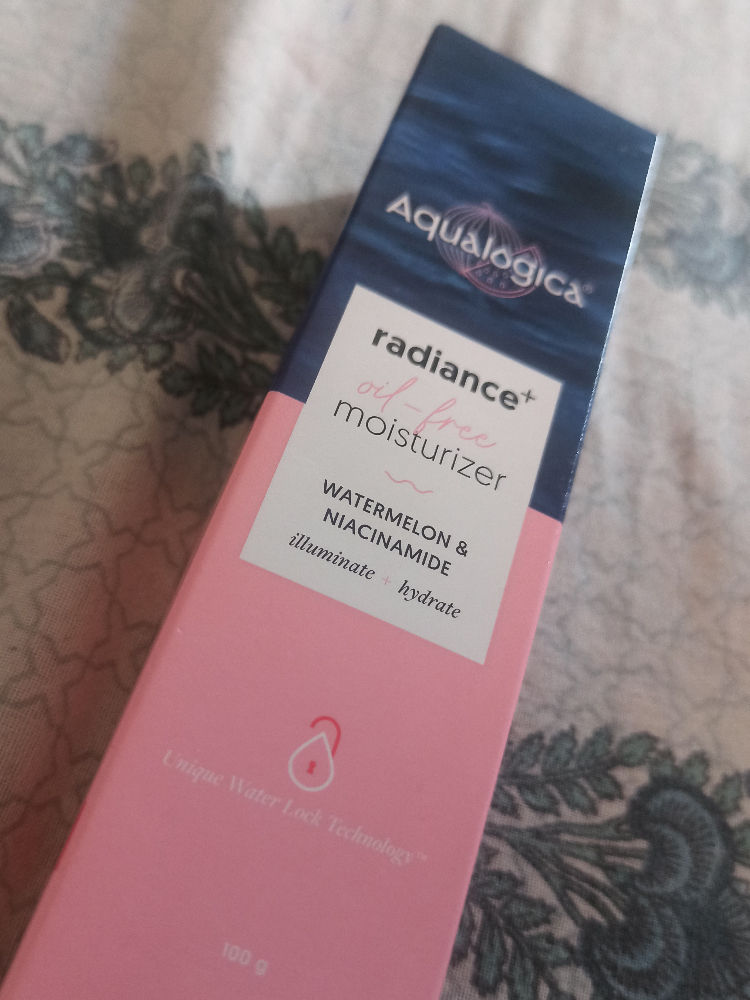 Aqualogica®
radiance+
oil-free
moisturizer
WATERMELON &
NIACINAMIDE
illuminate + hydrate
Unique Water Lock Technology™
100 g